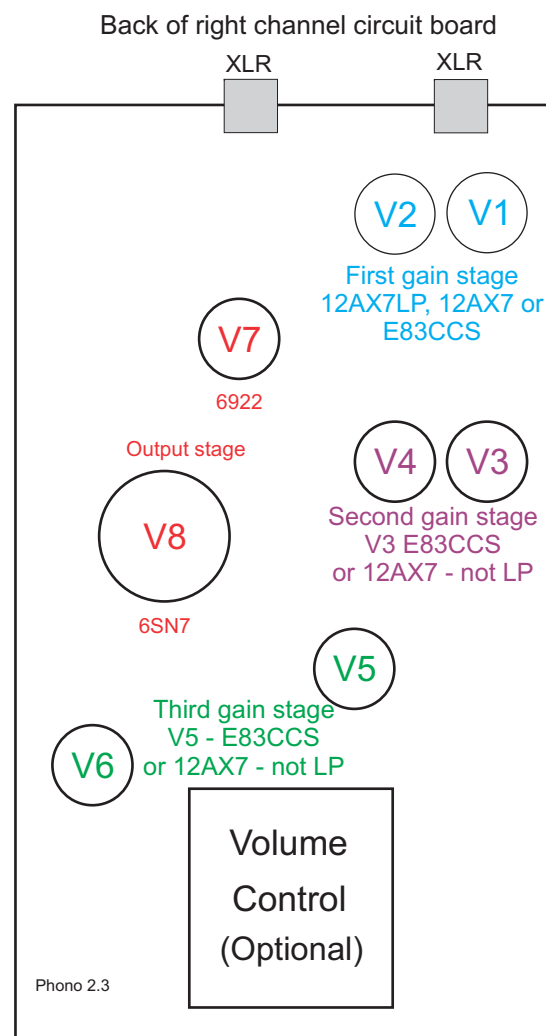 Back of right channel circuit board
XLR
XLR
V2
V1
First gain stage
12AX7LP, 12AX7 or
E83CCS
V7
6922
Output stage
V8
6SN7
V4
V3
Second gain stage
V3 E83CCS
or 12AX7 - not LP
V5
Third gain stage
V5 - E83CCS
or 12AX7 - not LP
V6
Volume
Control
(Optional)
Phono 2.3